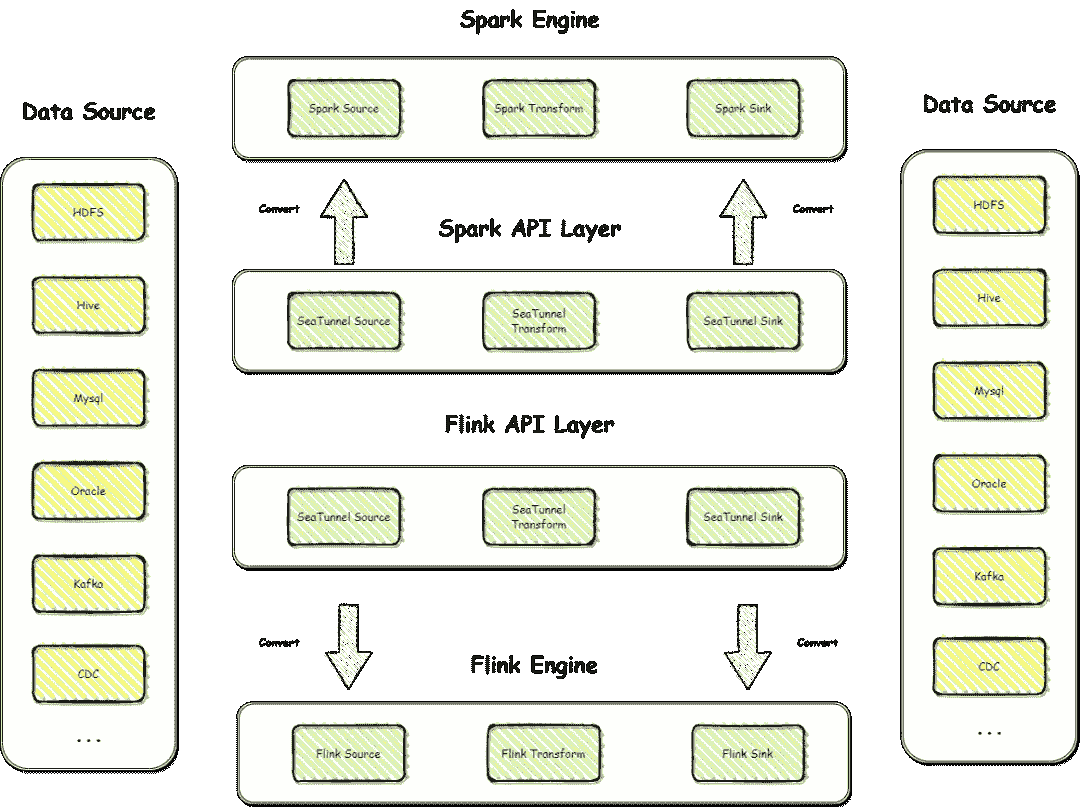 Spark Engine
Spark Source
Spark Transform
Spark Sink
Data Source
HDFS
Hive
Mysql
Oracle
Kafka
CDC
...
Convert
Convert
Spark API Layer
SeaTunnel Source
SeaTunnel
Transform
SeaTunnel Sink
Flink API Layer
SeaTunnel Source
SeaTunnel
Transform
SeaTunnel Sink
Convert
Convert
Flink Engine
Flink Source
Flink Transform
Flink Sink
Data Source
HDFS
Hive
Mysql
Oracle
Kafka
CDC
...